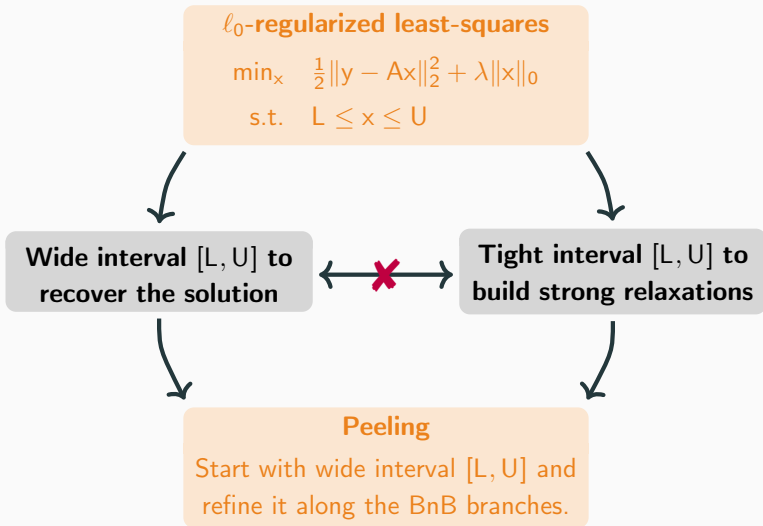 ℓ₀-regularized least-squares
minₓ ½‖y − Ax‖₂² + λ‖x‖₀
s.t. L ≤ x ≤ U
Wide interval [L, U] to
recover the solution
Tight interval [L, U] to
build strong relaxations
Peeling
Start with wide interval [L, U] and
refine it along the BnB branches.